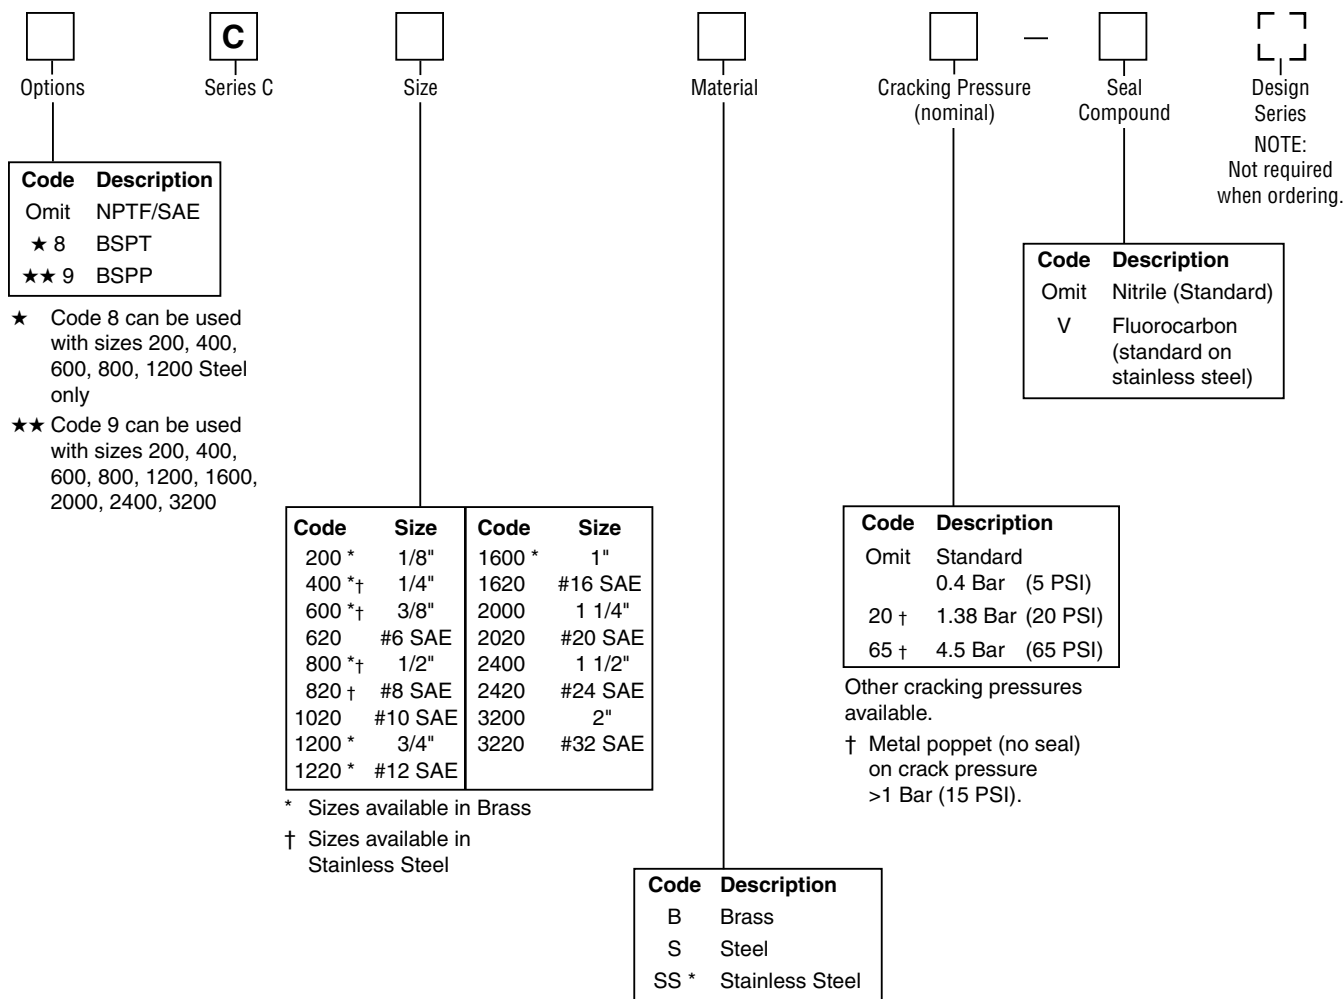 C
Options
Series C
Size
Material
Cracking Pressure
(nominal)
—
Seal
Compound
Design
Series
NOTE:
Not required
when ordering.
Code Description
Omit NPTF/SAE
★ 8 BSPT
★★ 9 BSPP
★ Code 8 can be used
with sizes 200, 400,
600, 800, 1200 Steel
only
★★ Code 9 can be used
with sizes 200, 400,
600, 800, 1200, 1600,
2000, 2400, 3200
Code Size Code Size
200 * 1/8" 1600 * 1"
400 *† 1/4" 1620 #16 SAE
600 *† 3/8" 2000 1 1/4"
620 #6 SAE 2020 #20 SAE
800 *† 1/2" 2400 1 1/2"
820 † #8 SAE 2420 #24 SAE
1020 #10 SAE 3200 2"
1200 * 3/4" 3220 #32 SAE
1220 * #12 SAE
* Sizes available in Brass
† Sizes available in
Stainless Steel
Code Description
B Brass
S Steel
SS * Stainless Steel
Code Description
Omit Standard
0.4 Bar (5 PSI)
20 † 1.38 Bar (20 PSI)
65 † 4.5 Bar (65 PSI)
Other cracking pressures
available.
† Metal poppet (no seal)
on crack pressure
>1 Bar (15 PSI).
Code Description
Omit Nitrile (Standard)
V Fluorocarbon
(standard on
stainless steel)